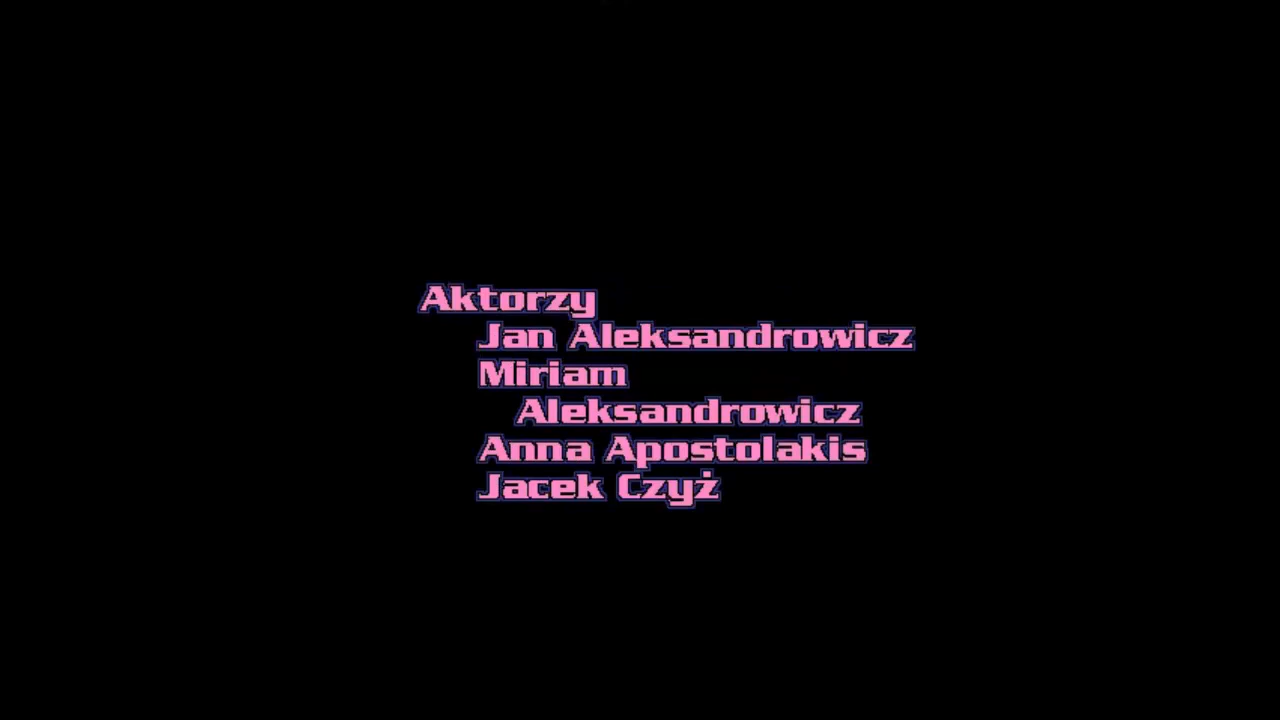 Aktorzy
Jan Aleksandrowicz
Miriam
Aleksandrowicz
Anna Apostolakis
Jacek Czyż